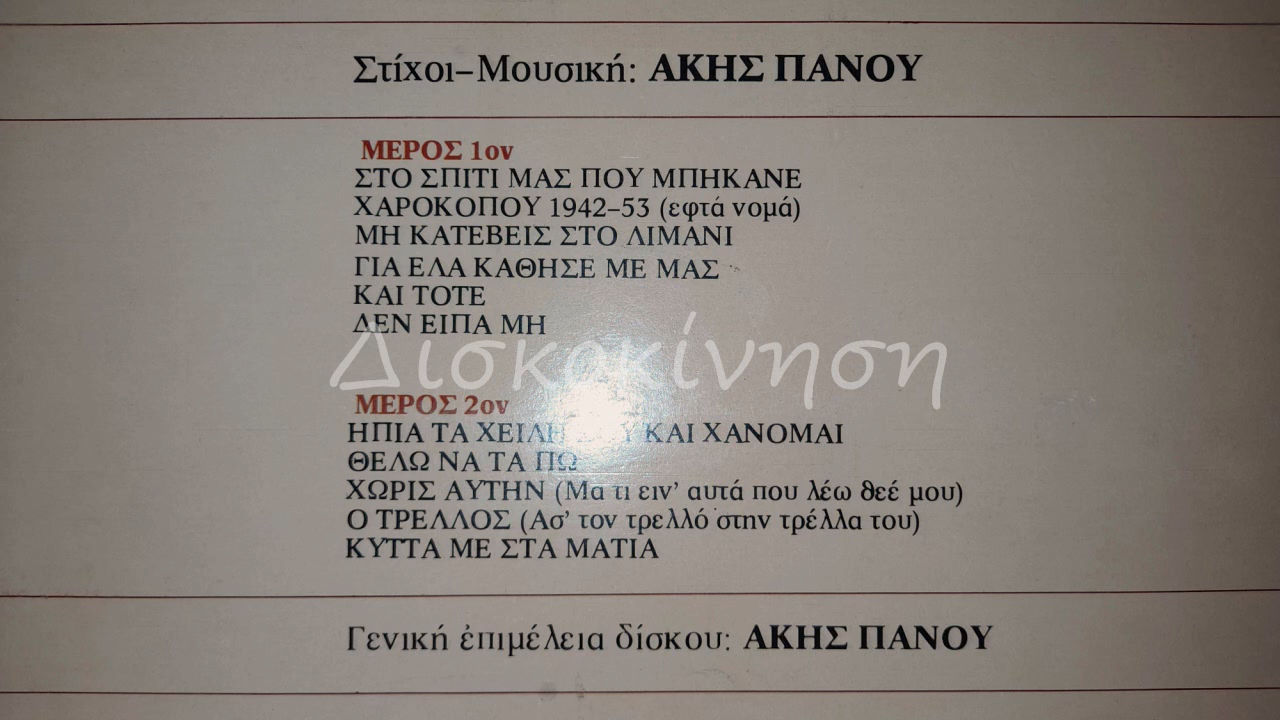 Στίχοι–Μουσική: ΑΚΗΣ ΠΑΝΟΥ
ΜΕΡΟΣ 1ον
ΣΤΟ ΣΠΙΤΙ ΜΑΣ ΠΟΥ ΜΠΗΚΑΝΕ
ΧΑΡΟΚΟΠΟΥ 1942–53 (εφτά νομά)
ΜΗ ΚΑΤΕΒΕΙΣ ΣΤΟ ΛΙΜΑΝΙ
ΓΙΑ ΕΛΑ ΚΑΘΗΣΕ ΜΕ ΜΑΣ
ΚΑΙ ΤΟΤΕ
ΔΕΝ ΕΙΠΑ ΜΗ
Δισκοκίνηση
ΜΕΡΟΣ 2ον
ΗΠΙΑ ΤΑ ΧΕΙΛΗ ΚΑΙ ΧΑΝΟΜΑΙ
ΘΕΛΩ ΝΑ ΤΑ ΠΩ
ΧΩΡΙΣ ΑΥΤΗΝ (Μα τι ειν' αυτά που λέω θεέ μου)
Ο ΤΡΕΛΛΟΣ (Ασ' τον τρελλό στην τρέλλα του)
ΚΥΤΤΑ ΜΕ ΣΤΑ ΜΑΤΙΑ
Γενική ἐπιμέλεια δίσκου: ΑΚΗΣ ΠΑΝΟΥ